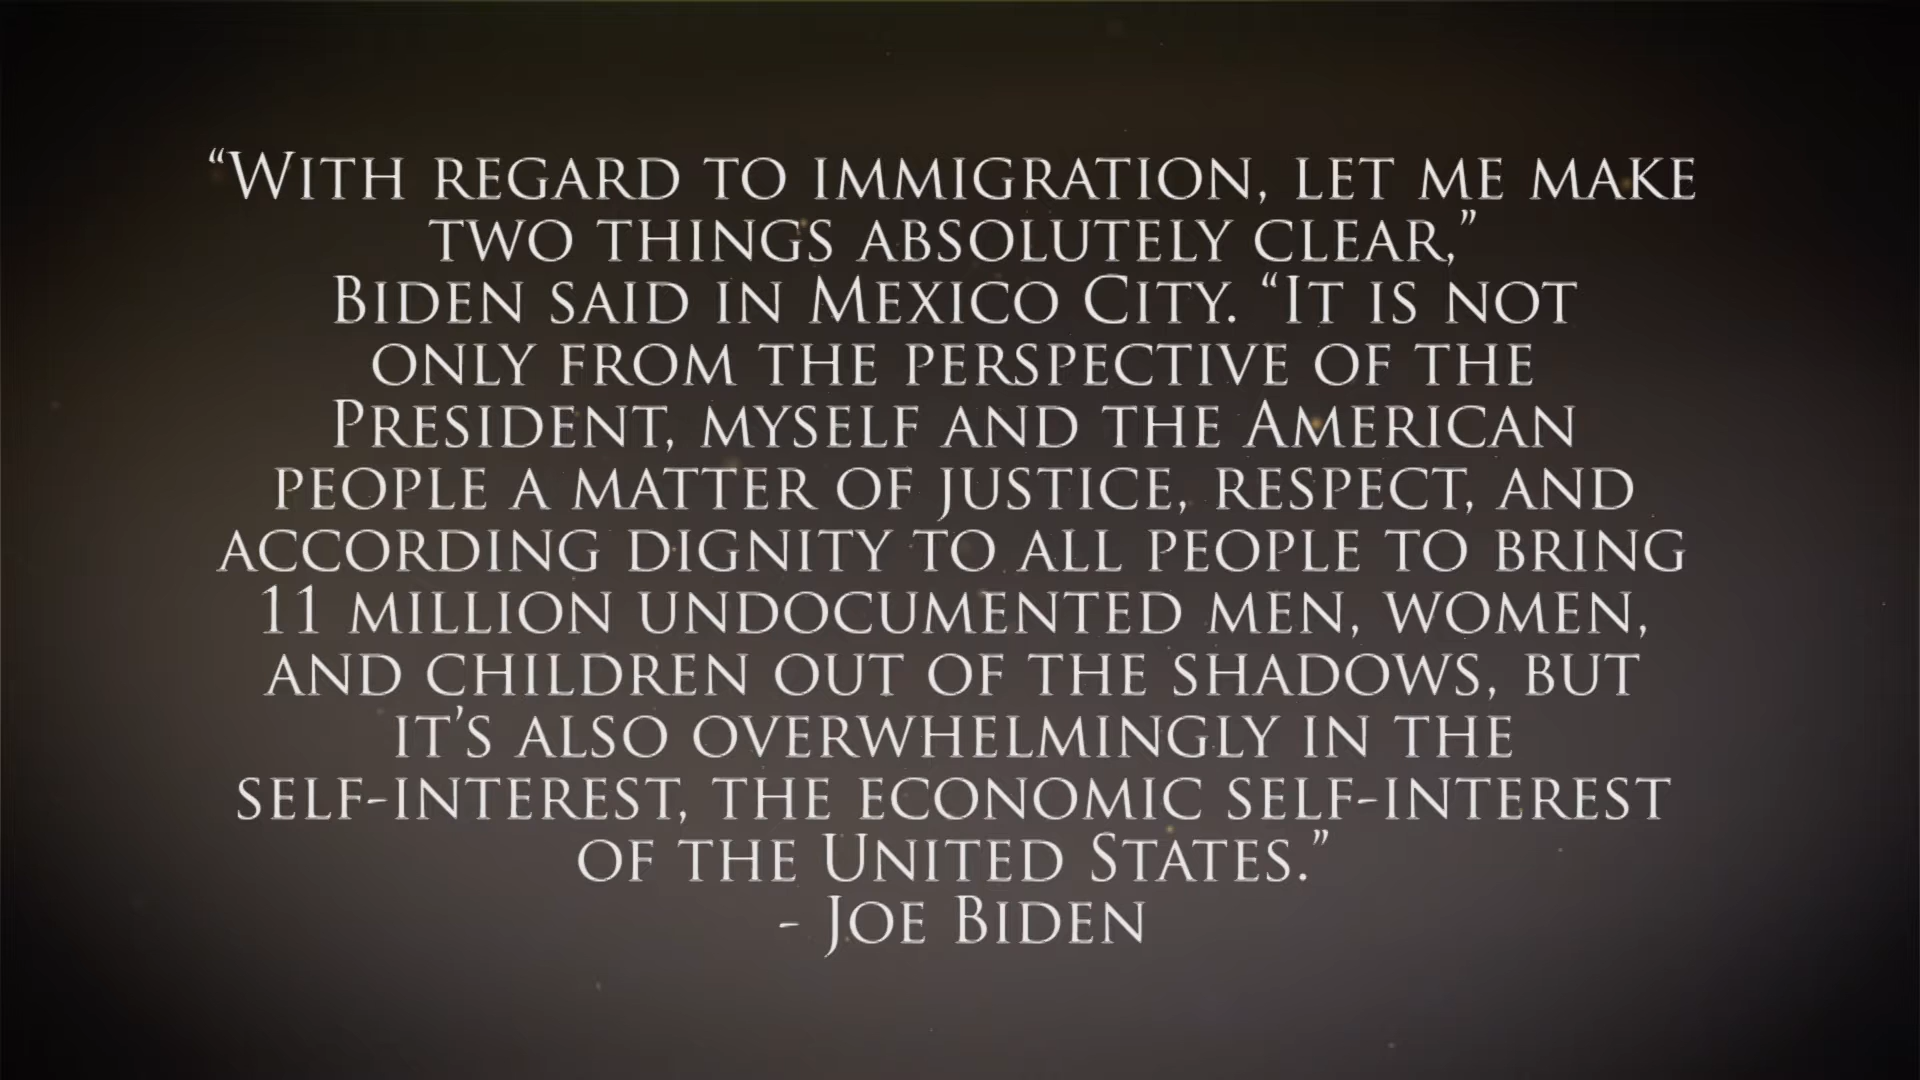 “With regard to immigration, let me make
two things absolutely clear,”
Biden said in Mexico City. “It is not
only from the perspective of the
President, myself and the American
people a matter of justice, respect, and
according dignity to all people to bring
11 million undocumented men, women,
and children out of the shadows, but
it’s also overwhelmingly in the
self-interest, the economic self-interest
of the United States.”
- Joe Biden